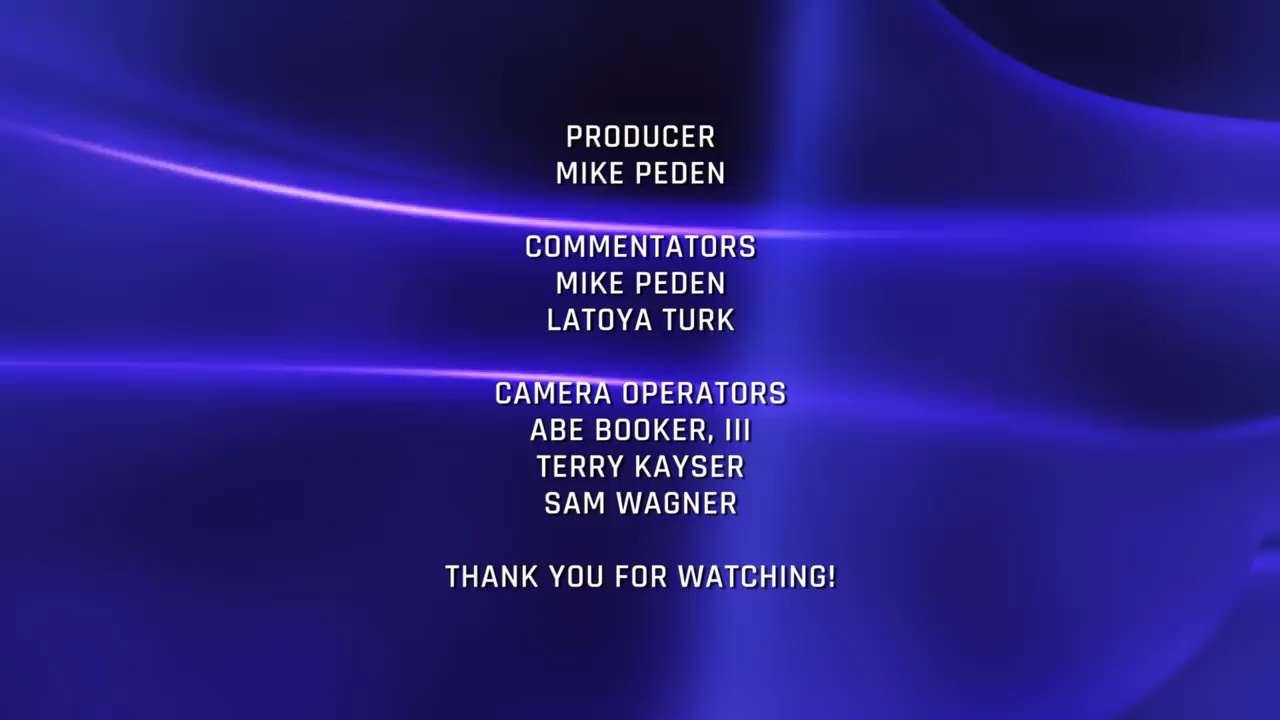 PRODUCER
MIKE PEDEN
COMMENTATORS
MIKE PEDEN
LATOYA TURK
CAMERA OPERATORS
ABE BOOKER, III
TERRY KAYSER
SAM WAGNER
THANK YOU FOR WATCHING!